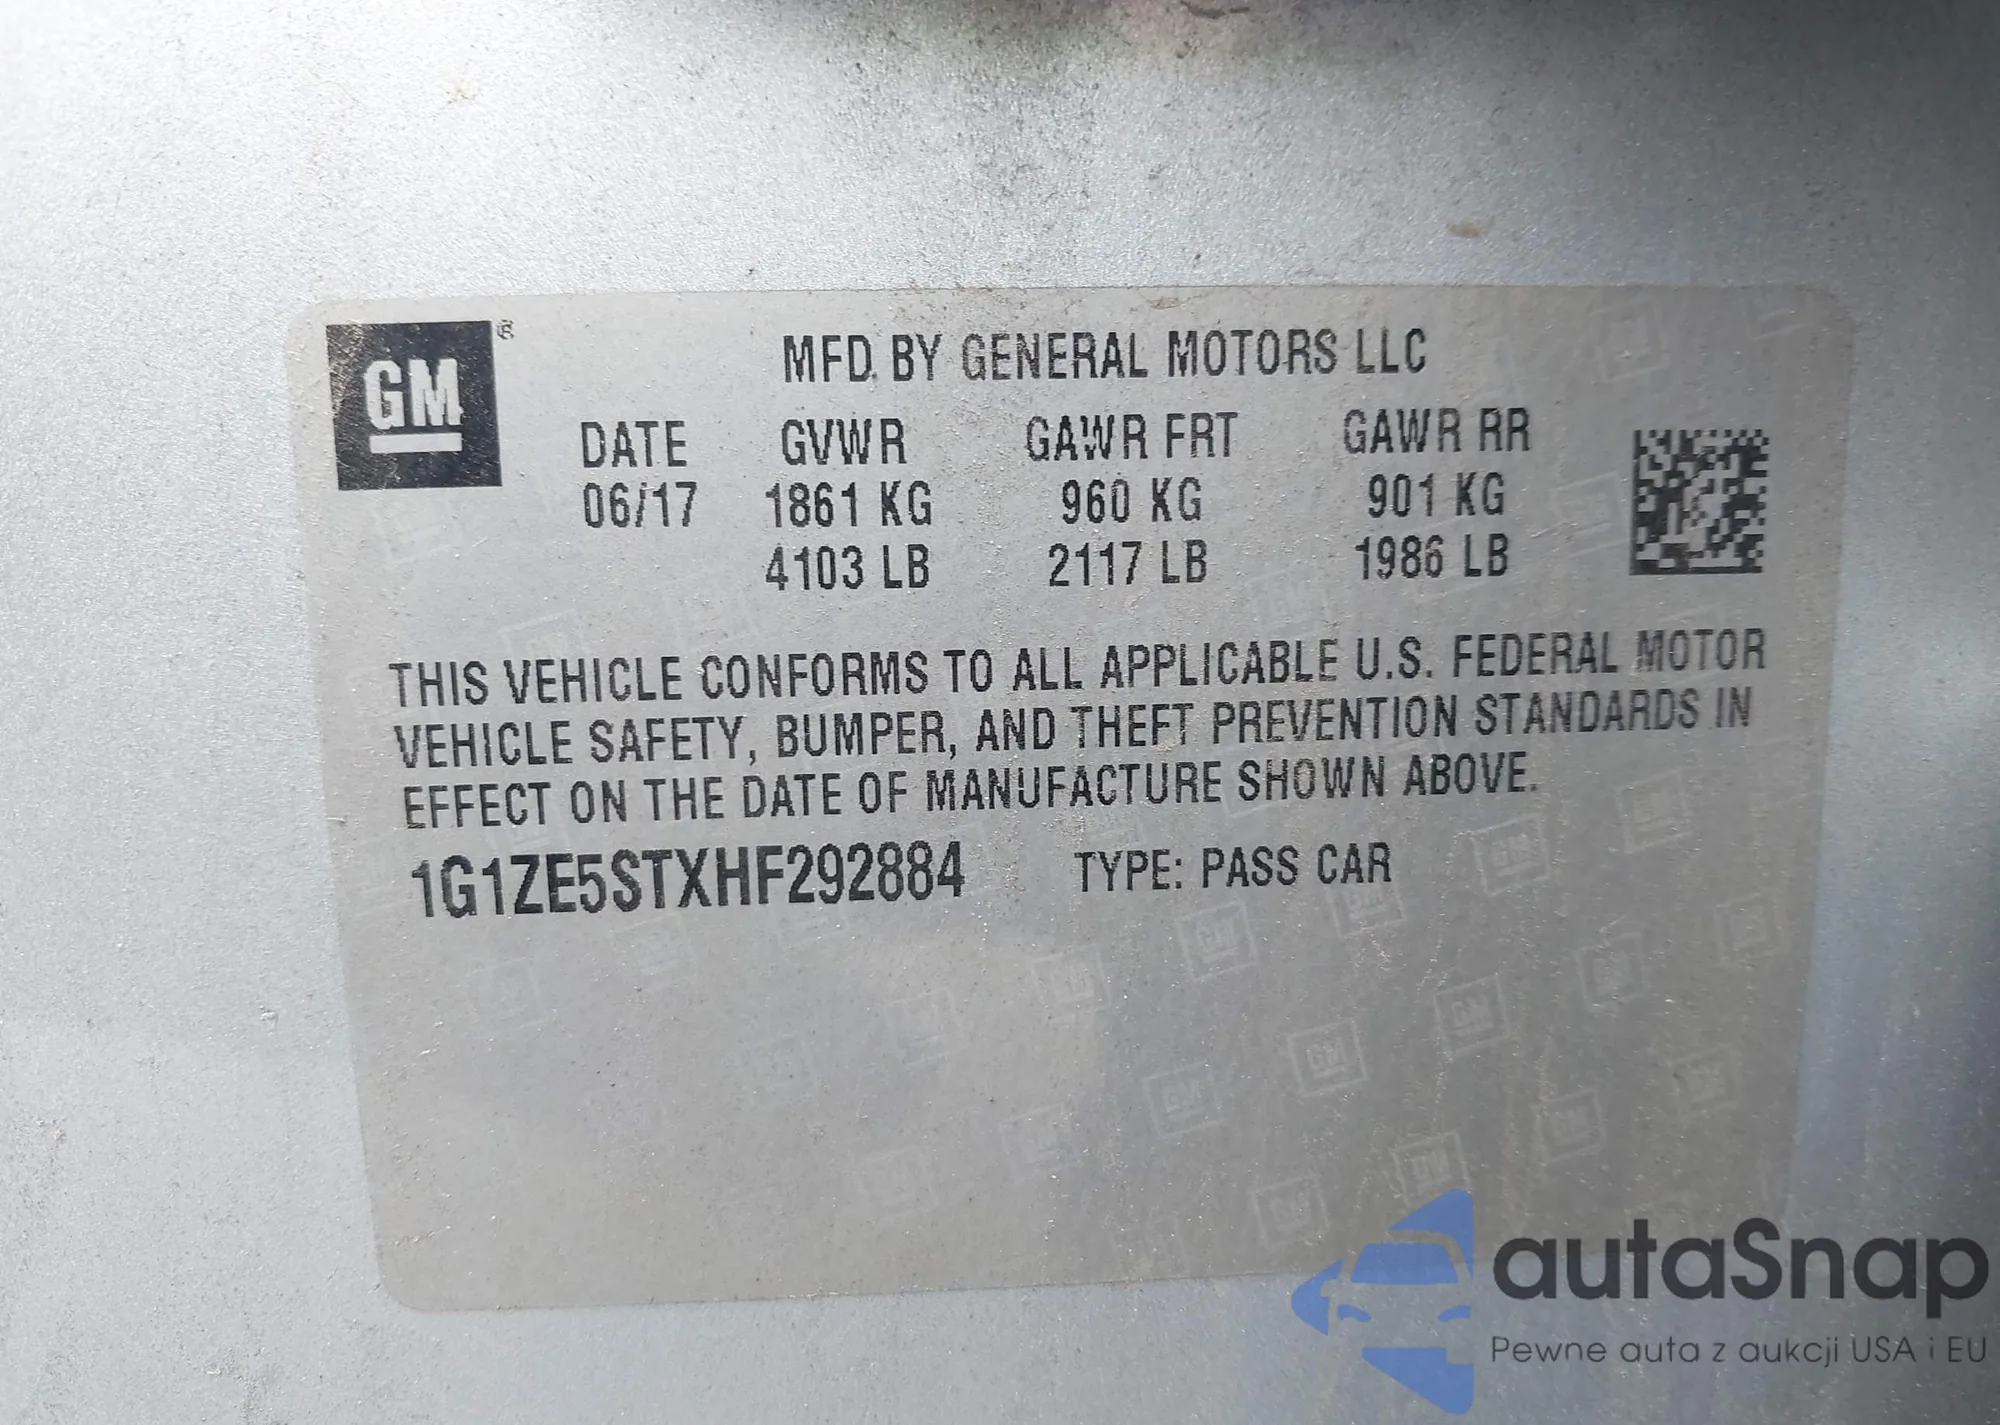 GM ®
MFD. BY GENERAL MOTORS LLC
DATE GVWR GAWR FRT GAWR RR
06/17 1861 KG 960 KG 901 KG
4103 LB 2117 LB 1986 LB
THIS VEHICLE CONFORMS TO ALL APPLICABLE U.S. FEDERAL MOTOR
VEHICLE SAFETY, BUMPER, AND THEFT PREVENTION STANDARDS IN
EFFECT ON THE DATE OF MANUFACTURE SHOWN ABOVE.
1G1ZE5STXHF292884 TYPE: PASS CAR
autaSnap
Pewne auta z aukcji USA i EU